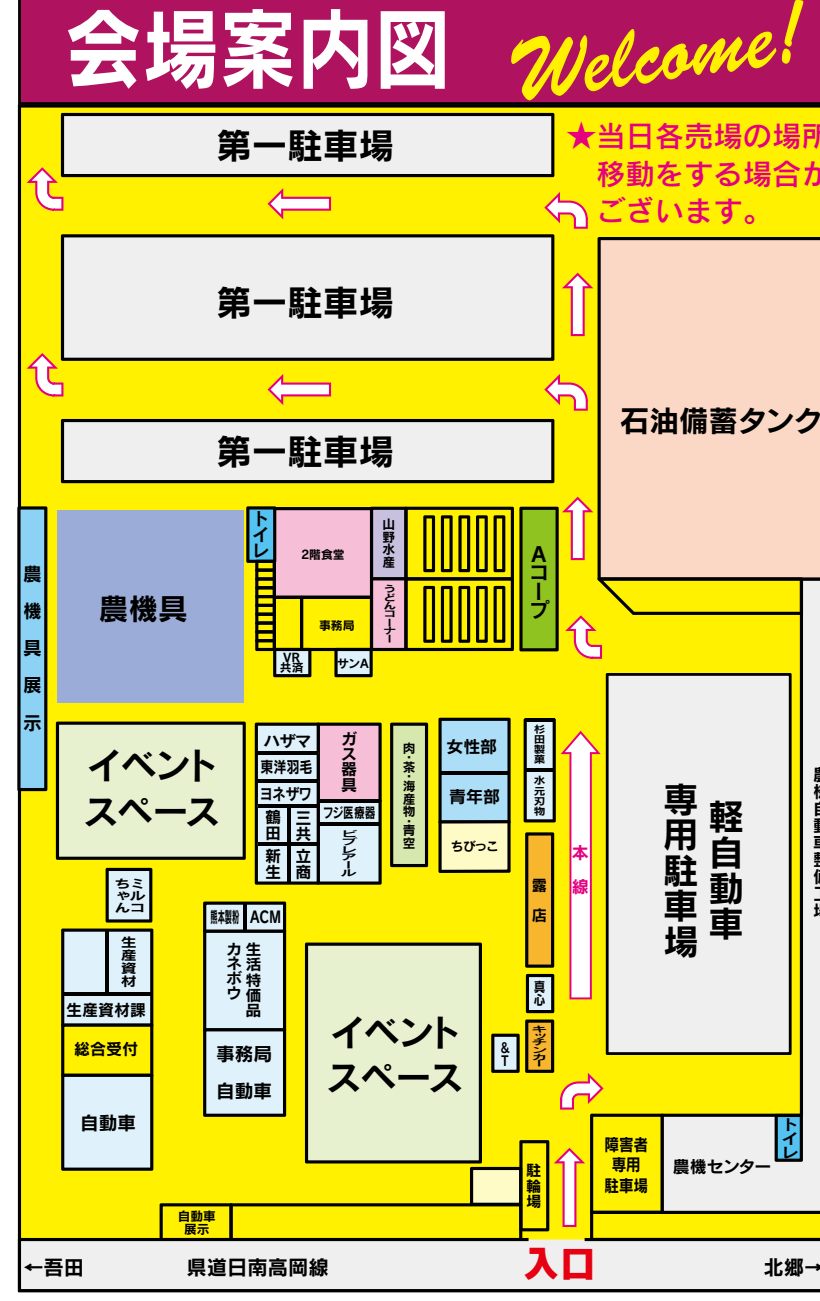 会場案内図
Welcome!
★当日各売場の場所
移動をする場合が
ございます。
第一駐車場
第一駐車場
第一駐車場
石油備蓄タンク
農機具展示
農機具
トイレ
2階食堂
山野水産
うどんコーナー
事務局
VR
共済
サンA
Aコープ
イベント
スペース
ハザマ
東洋羽毛
ヨネザワ
鶴田
三共
新生
立商
ガス器具
フジ医療器
ビブレアール
肉・茶・海産物・青空
女性部
青年部
ちびっこ
杉田製菓
水元刃物
露店
本線
真心
キッチンカー
&T
軽自動車
専用駐車場
ミルコ
ちゃん
生産資材
生産資材課
総合受付
自動車
熊本製粉
ACM
生活特価品
カネボウ
事務局
自動車
イベント
スペース
駐輪場
障害者
専用
駐車場
農機センター
トイレ
自動車
展示
←吾田
県道日南高岡線
入口
北郷→